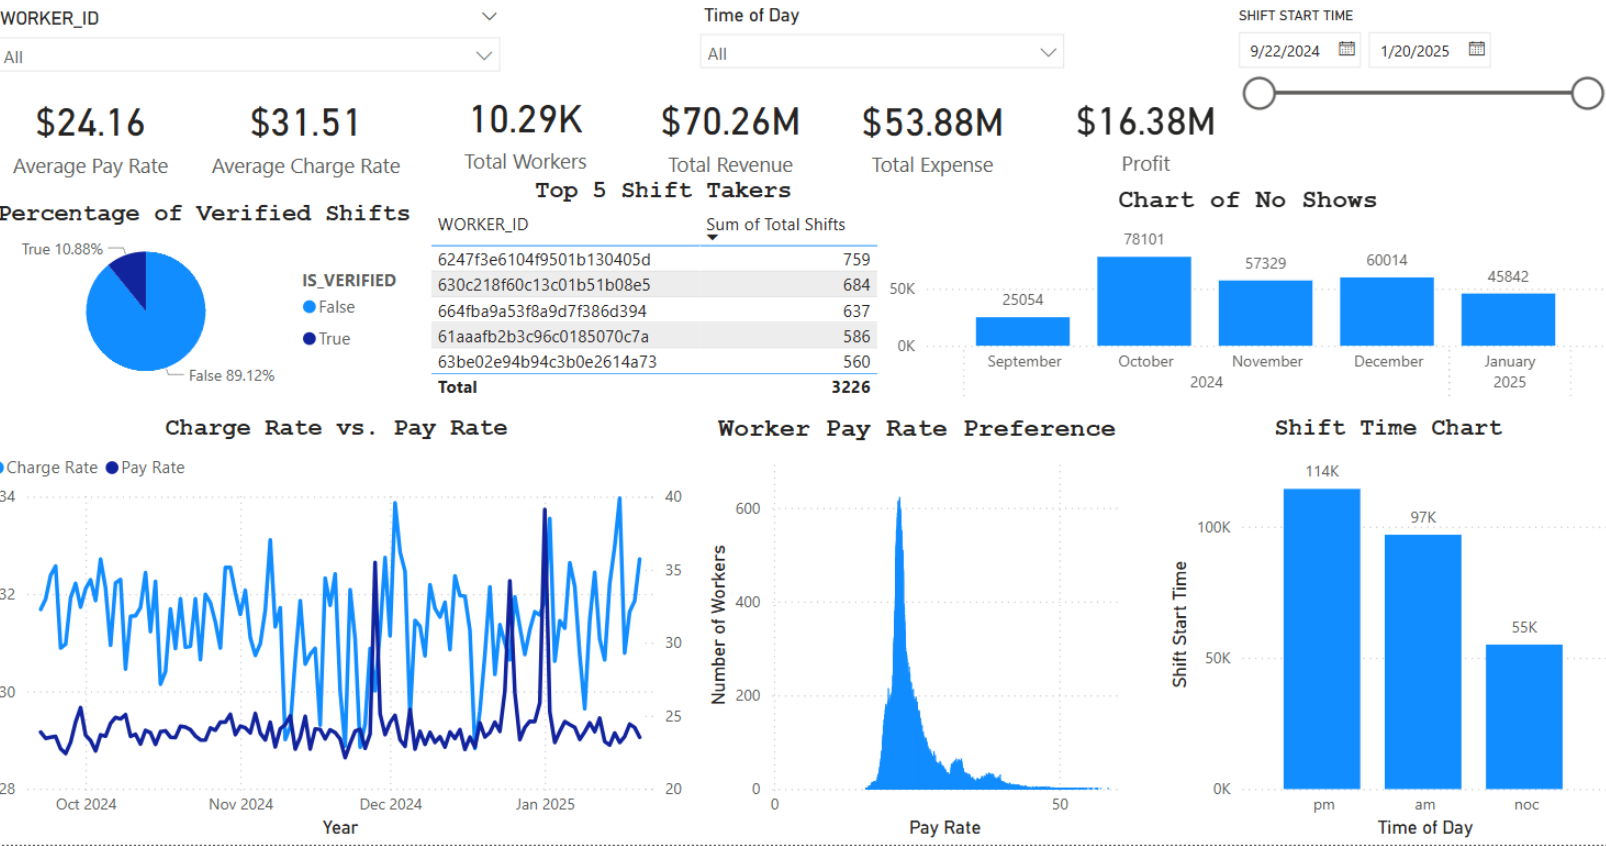 WORKER_ID
All
Time of Day
All
SHIFT START TIME
9/22/2024 1/20/2025
$24.16
Average Pay Rate
$31.51
Average Charge Rate
10.29K
Total Workers
$70.26M
Total Revenue
$53.88M
Total Expense
$16.38M
Profit
Percentage of Verified Shifts
True 10.88%
False 89.12%
IS_VERIFIED
False
True
Top 5 Shift Takers
WORKER_ID Sum of Total Shifts
6247f3e6104f9501b130405d 759
630c218f60c13c01b51b08e5 684
664fba9a53f8a9d7f386d394 637
61aaafb2b3c96c0185070c7a 586
63be02e94b94c3b0e2614a73 560
Total 3226
Chart of No Shows
50K
0K
25054
78101
57329
60014
45842
September October November December January
2024 2025
Charge Rate vs. Pay Rate
Charge Rate Pay Rate
34 40
35
32
30
30
25
28 20
Oct 2024 Nov 2024 Dec 2024 Jan 2025
Year
Worker Pay Rate Preference
Number of Workers
600
400
200
0
0 50
Pay Rate
Shift Time Chart
Shift Start Time
100K
50K
0K
114K
97K
55K
pm am noc
Time of Day